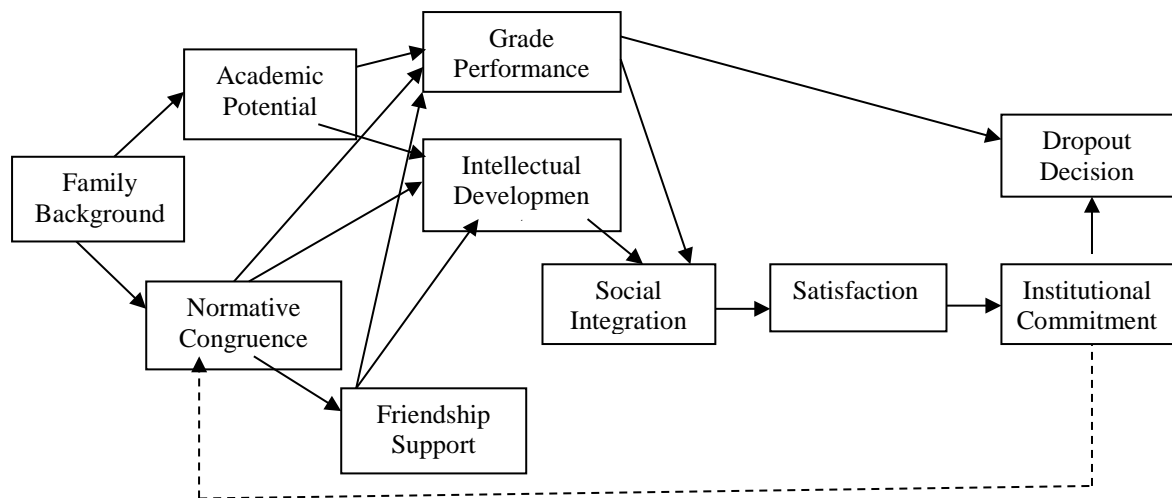 Grade
Performance
Academic
Potential
Dropout
Decision
Intellectual
Developmen
Family
Background
Social
Integration
Satisfaction
Institutional
Commitment
Normative
Congruence
Friendship
Support